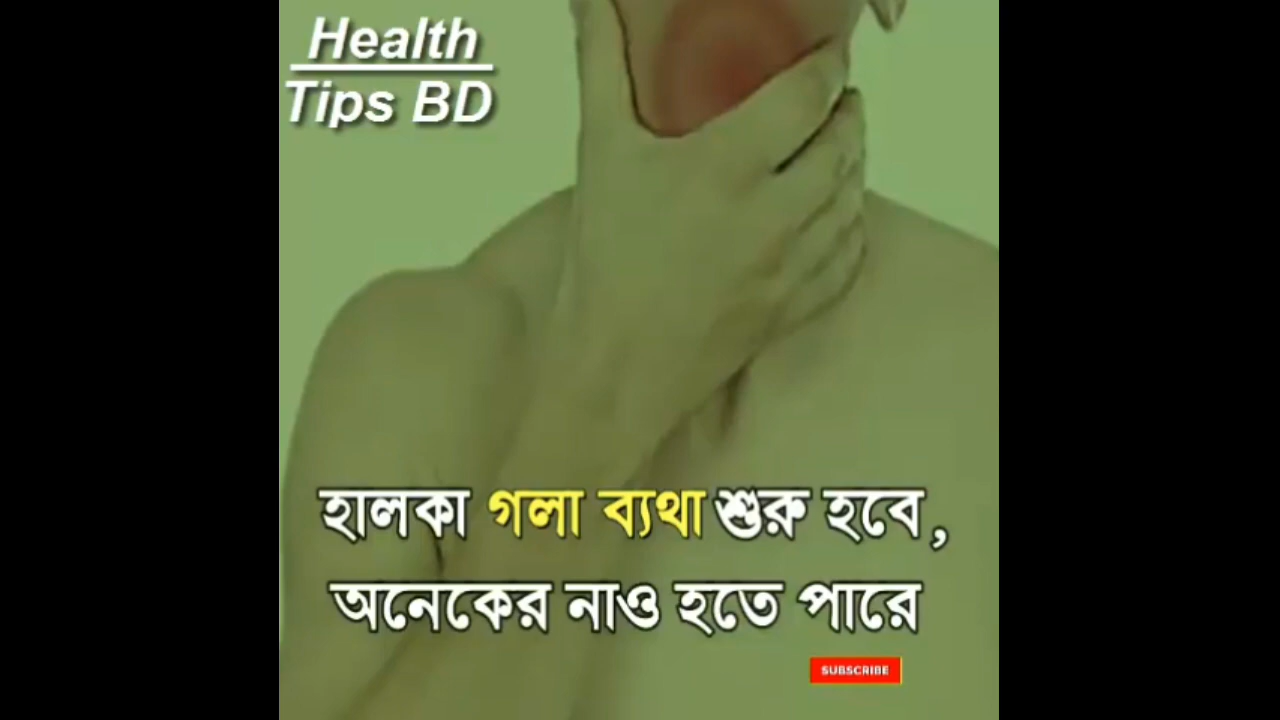 Health
Tips BD
হালকা গলা ব্যথা শুরু হবে,
অনেকের নাও হতে পারে
SUBSCRIBE